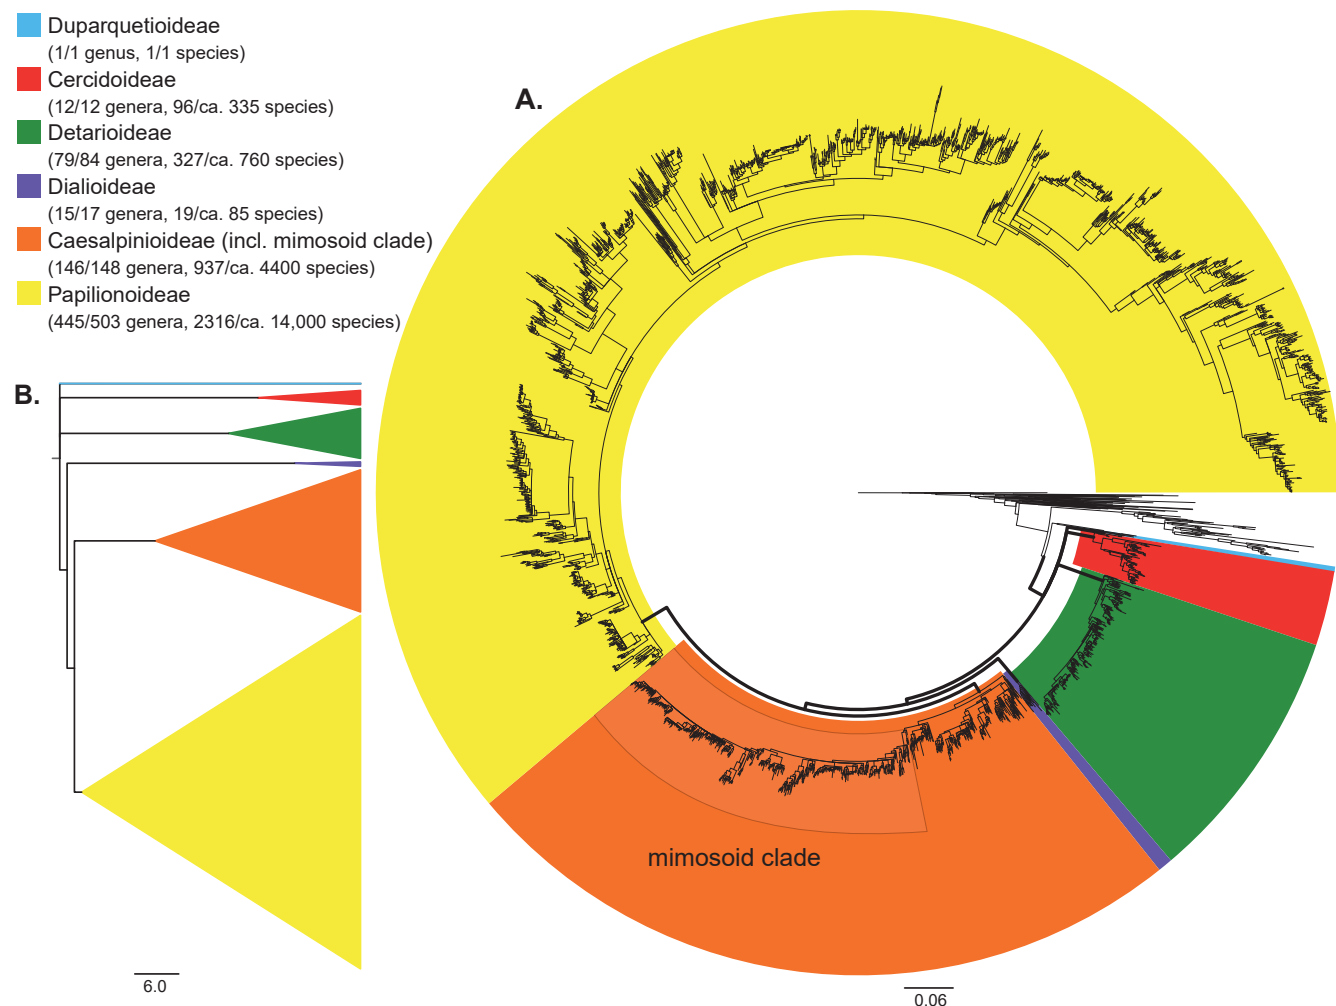 Duparquetioideae
(1/1 genus, 1/1 species)
Cercidoideae
(12/12 genera, 96/ca. 335 species)
Detarioideae
(79/84 genera, 327/ca. 760 species)
Dialioideae
(15/17 genera, 19/ca. 85 species)
Caesalpinioideae (incl. mimosoid clade)
(146/148 genera, 937/ca. 4400 species)
Papilionoideae
(445/503 genera, 2316/ca. 14,000 species)
A.
B.
mimosoid clade
6.0
0.06